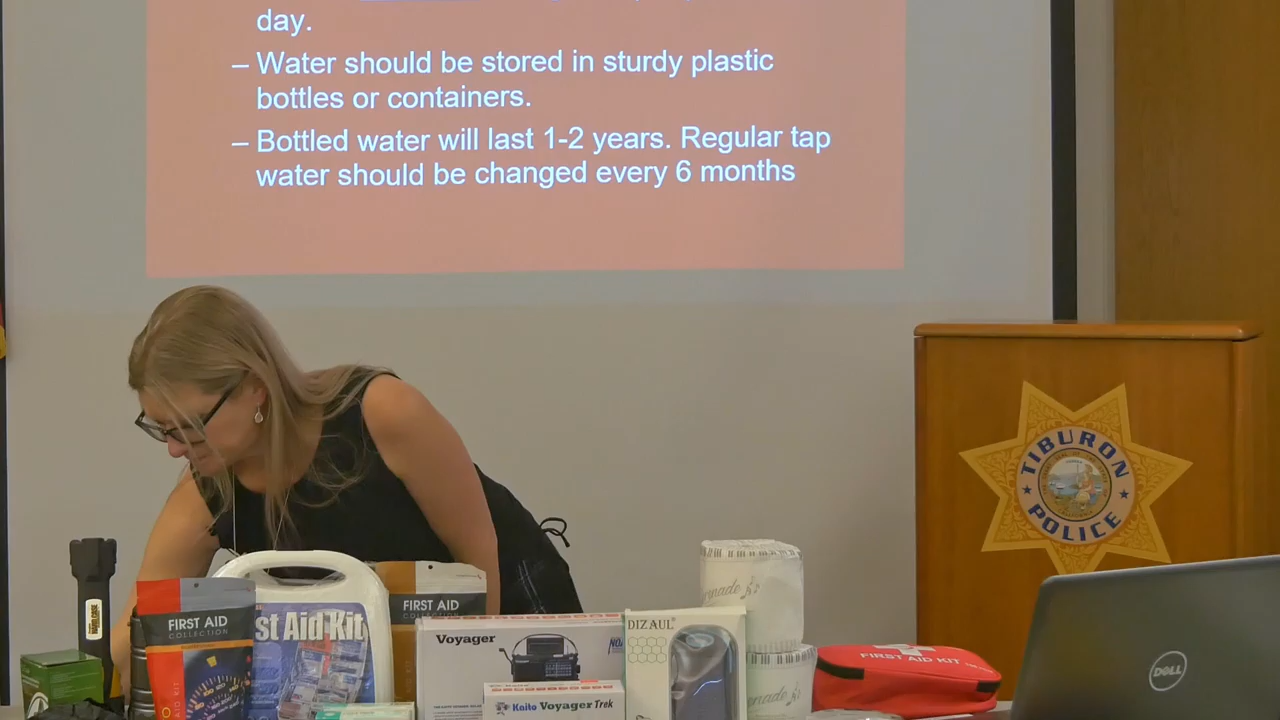 day.
– Water should be stored in sturdy plastic
bottles or containers.
– Bottled water will last 1-2 years. Regular tap
water should be changed every 6 months
TIBURON
POLICE
FIRST AID
COLLECTION
st Aid Kit
FIRST AID
COLLECTION
Voyager
Kaito Voyager Trek
DIZAUL
FIRST AID KIT
DELL